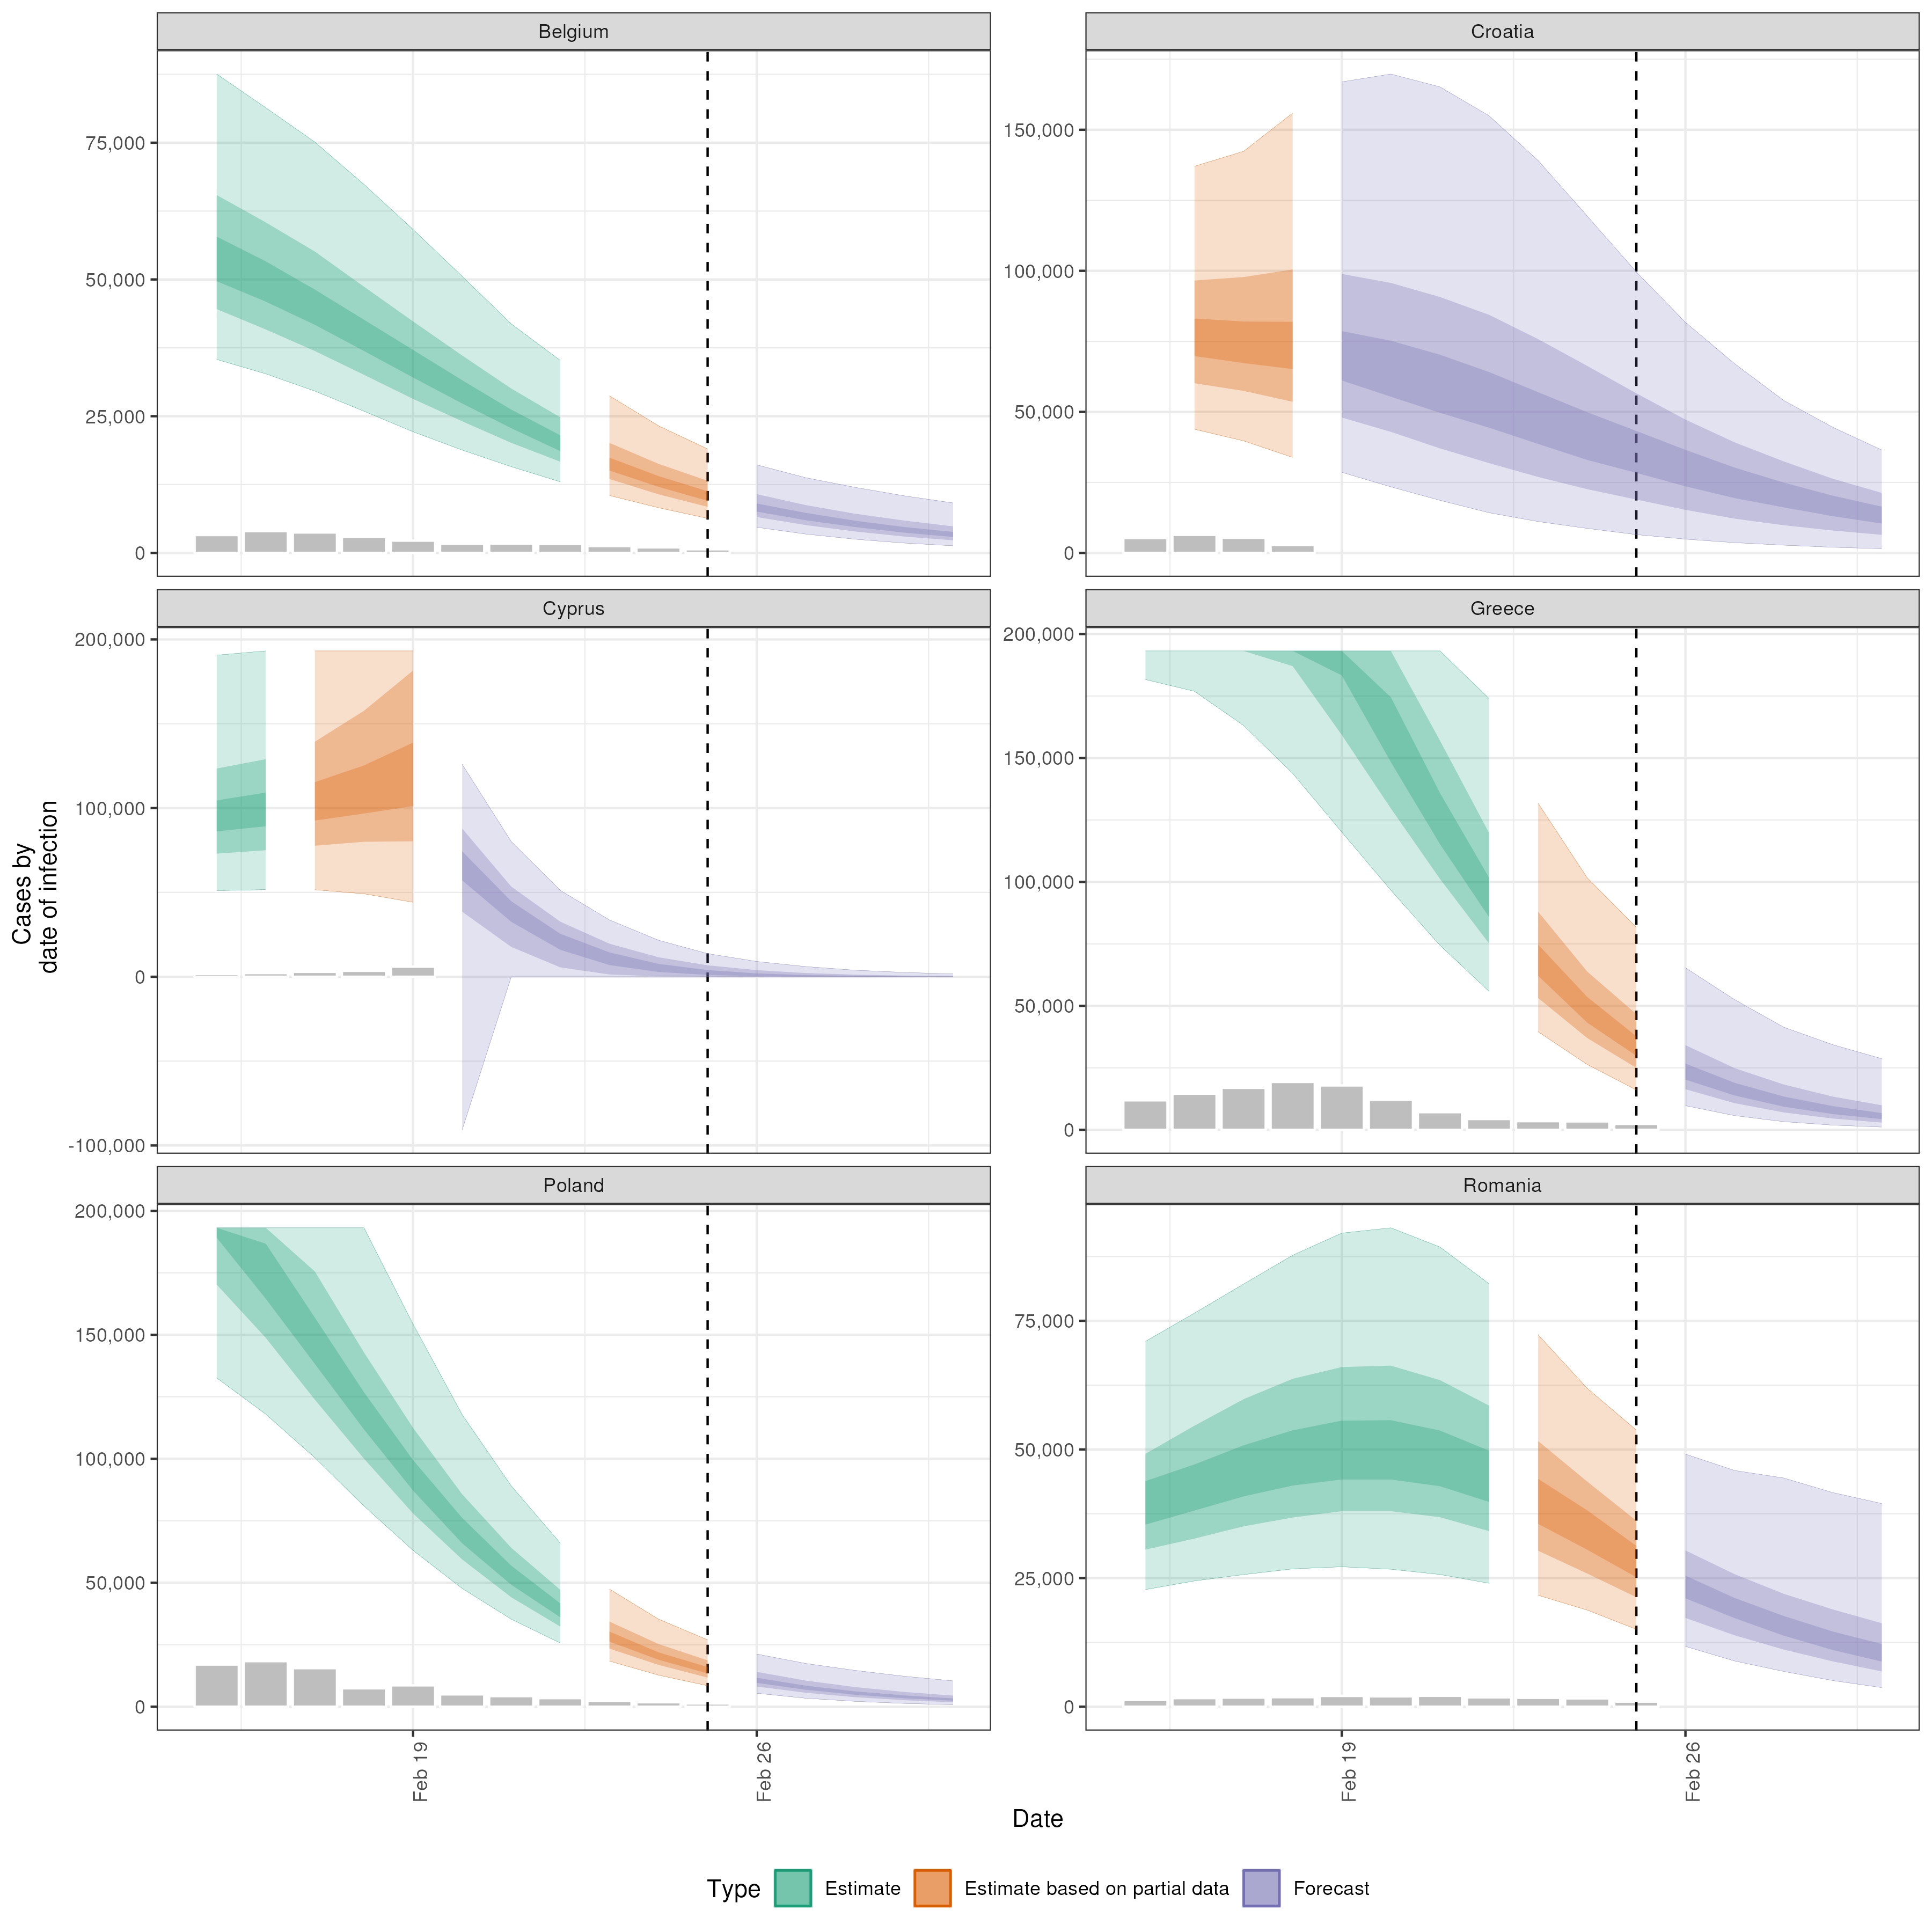 Belgium
Croatia
75,000
50,000
25,000
0
150,000
100,000
50,000
0
Cyprus
Greece
200,000
100,000
0
-100,000
200,000
150,000
100,000
50,000
0
Cases by
date of infection
Poland
Romania
200,000
150,000
100,000
50,000
0
75,000
50,000
25,000
0
Feb 19
Feb 26
Feb 19
Feb 26
Date
Type
Estimate
Estimate based on partial data
Forecast